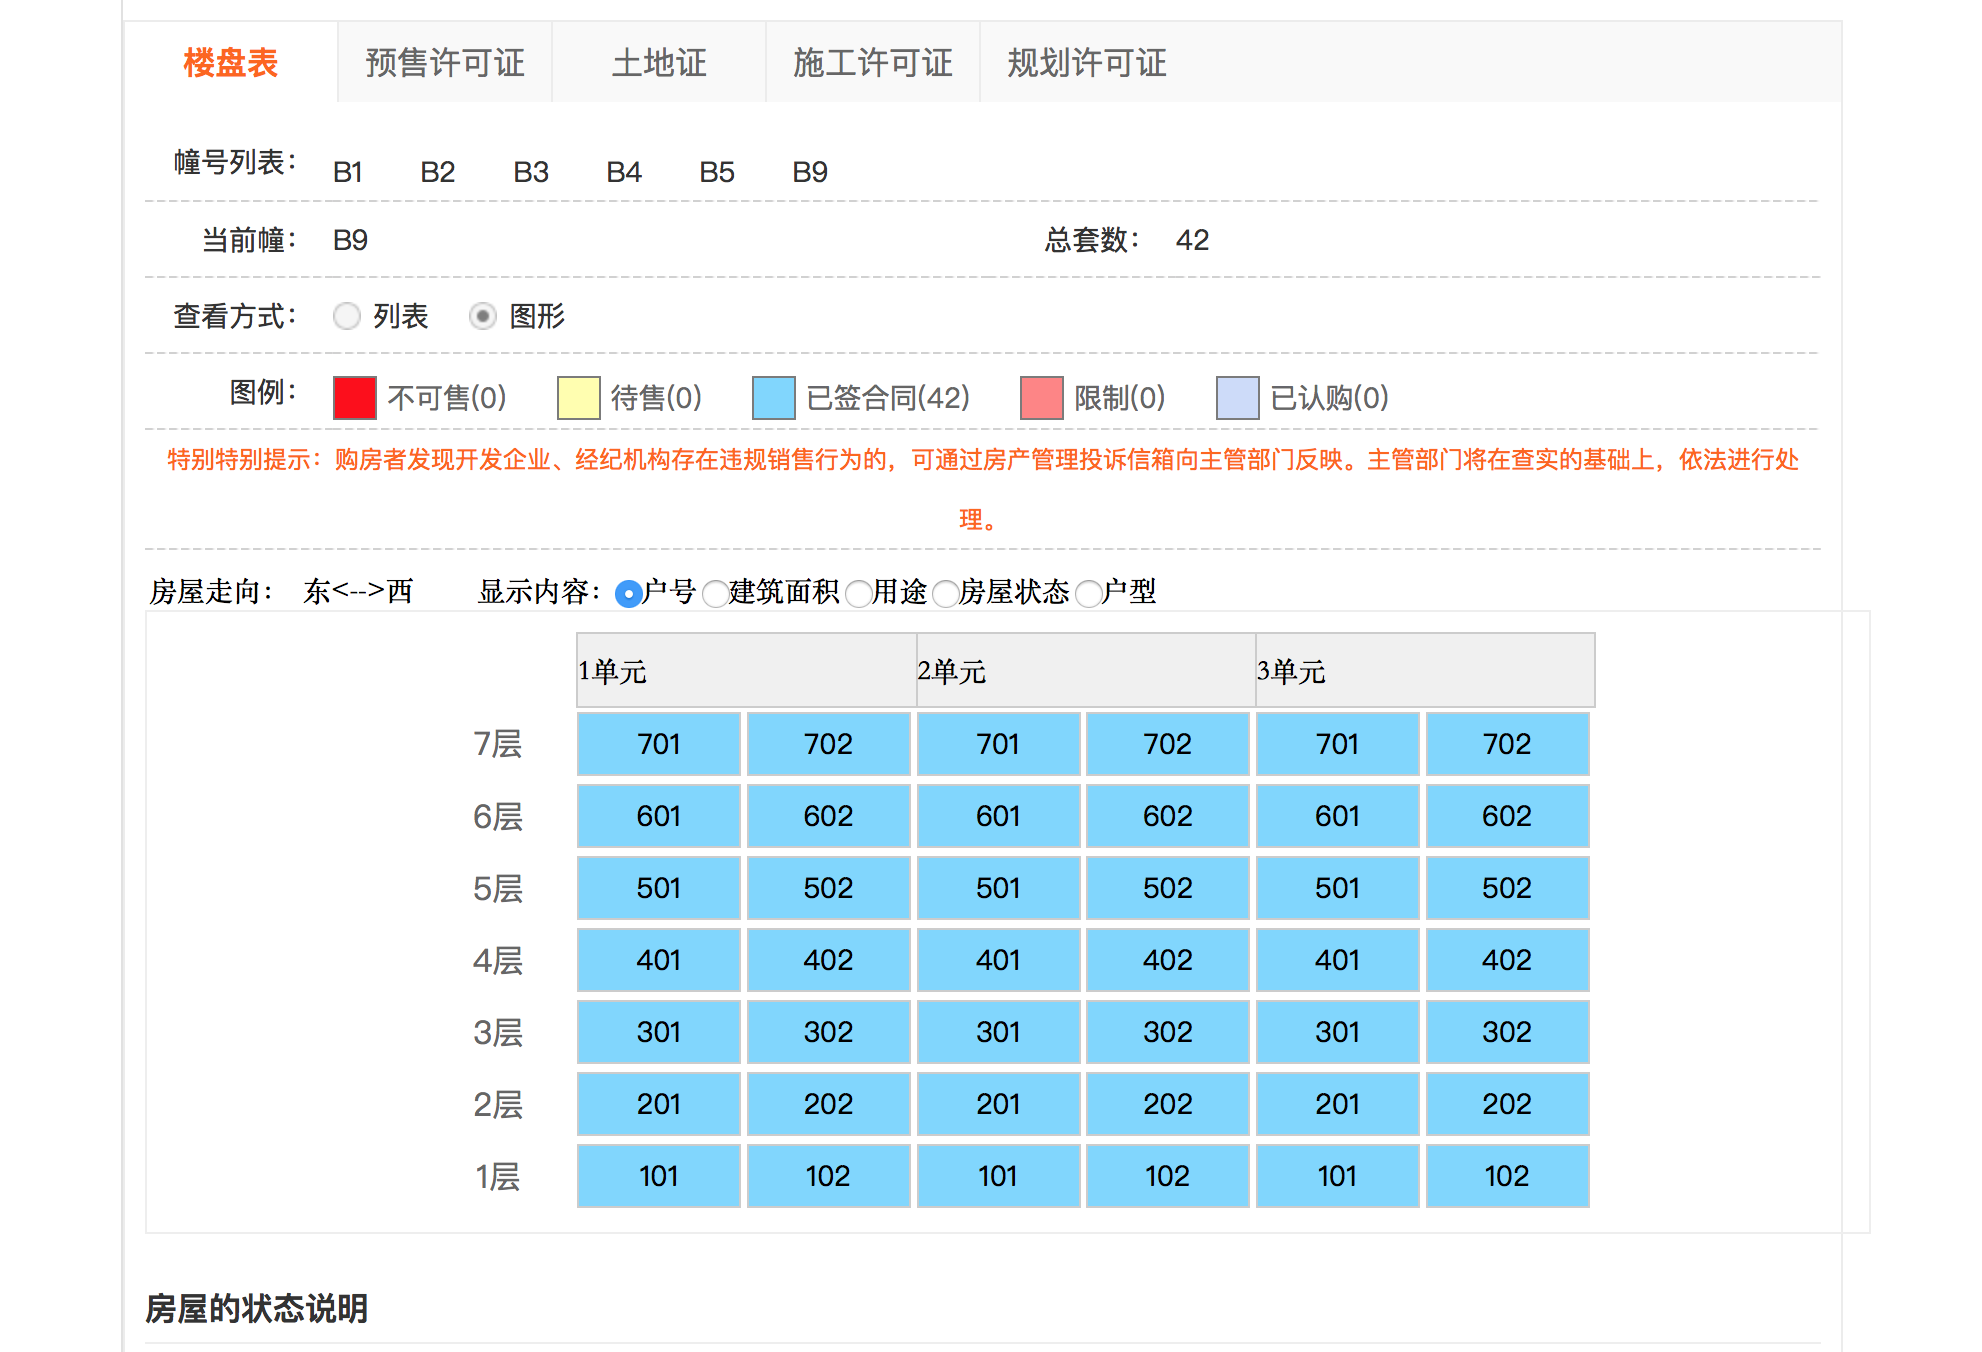 楼盘表 预售许可证 土地证 施工许可证 规划许可证
幢号列表： B1 B2 B3 B4 B5 B9
当前幢： B9 总套数： 42
查看方式： 列表 图形
图例： 不可售(0) 待售(0) 已签合同(42) 限制(0) 已认购(0)
特别特别提示：购房者发现开发企业、经纪机构存在违规销售行为的，可通过房产管理投诉信箱向主管部门反映。主管部门将在查实的基础上，依法进行处
理。
房屋走向： 东<-->西 显示内容：户号 建筑面积 用途 房屋状态 户型
1单元 2单元 3单元
7层 701 702 701 702 701 702
6层 601 602 601 602 601 602
5层 501 502 501 502 501 502
4层 401 402 401 402 401 402
3层 301 302 301 302 301 302
2层 201 202 201 202 201 202
1层 101 102 101 102 101 102
房屋的状态说明